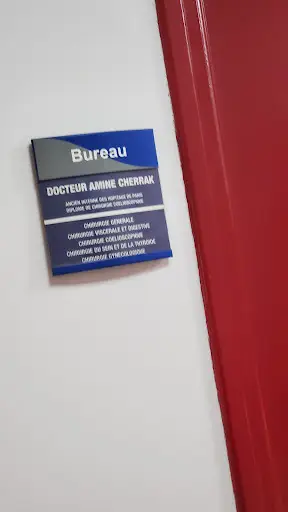 Bureau
DOCTEUR AMINE CHERRAK
ANCIEN INTERNE DES HOPITAUX DE PARIS
DIPLOME DE CHIRURGIE COELIOSCOPIQUE
CHIRURGIE GENERALE
CHIRURGIE VISCERALE ET DIGESTIVE
CHIRURGIE COELIOSCOPIQUE
CHIRURGIE DU SEIN ET DE LA THYROIDE
CHIRURGIE GYNECOLOGIQUE